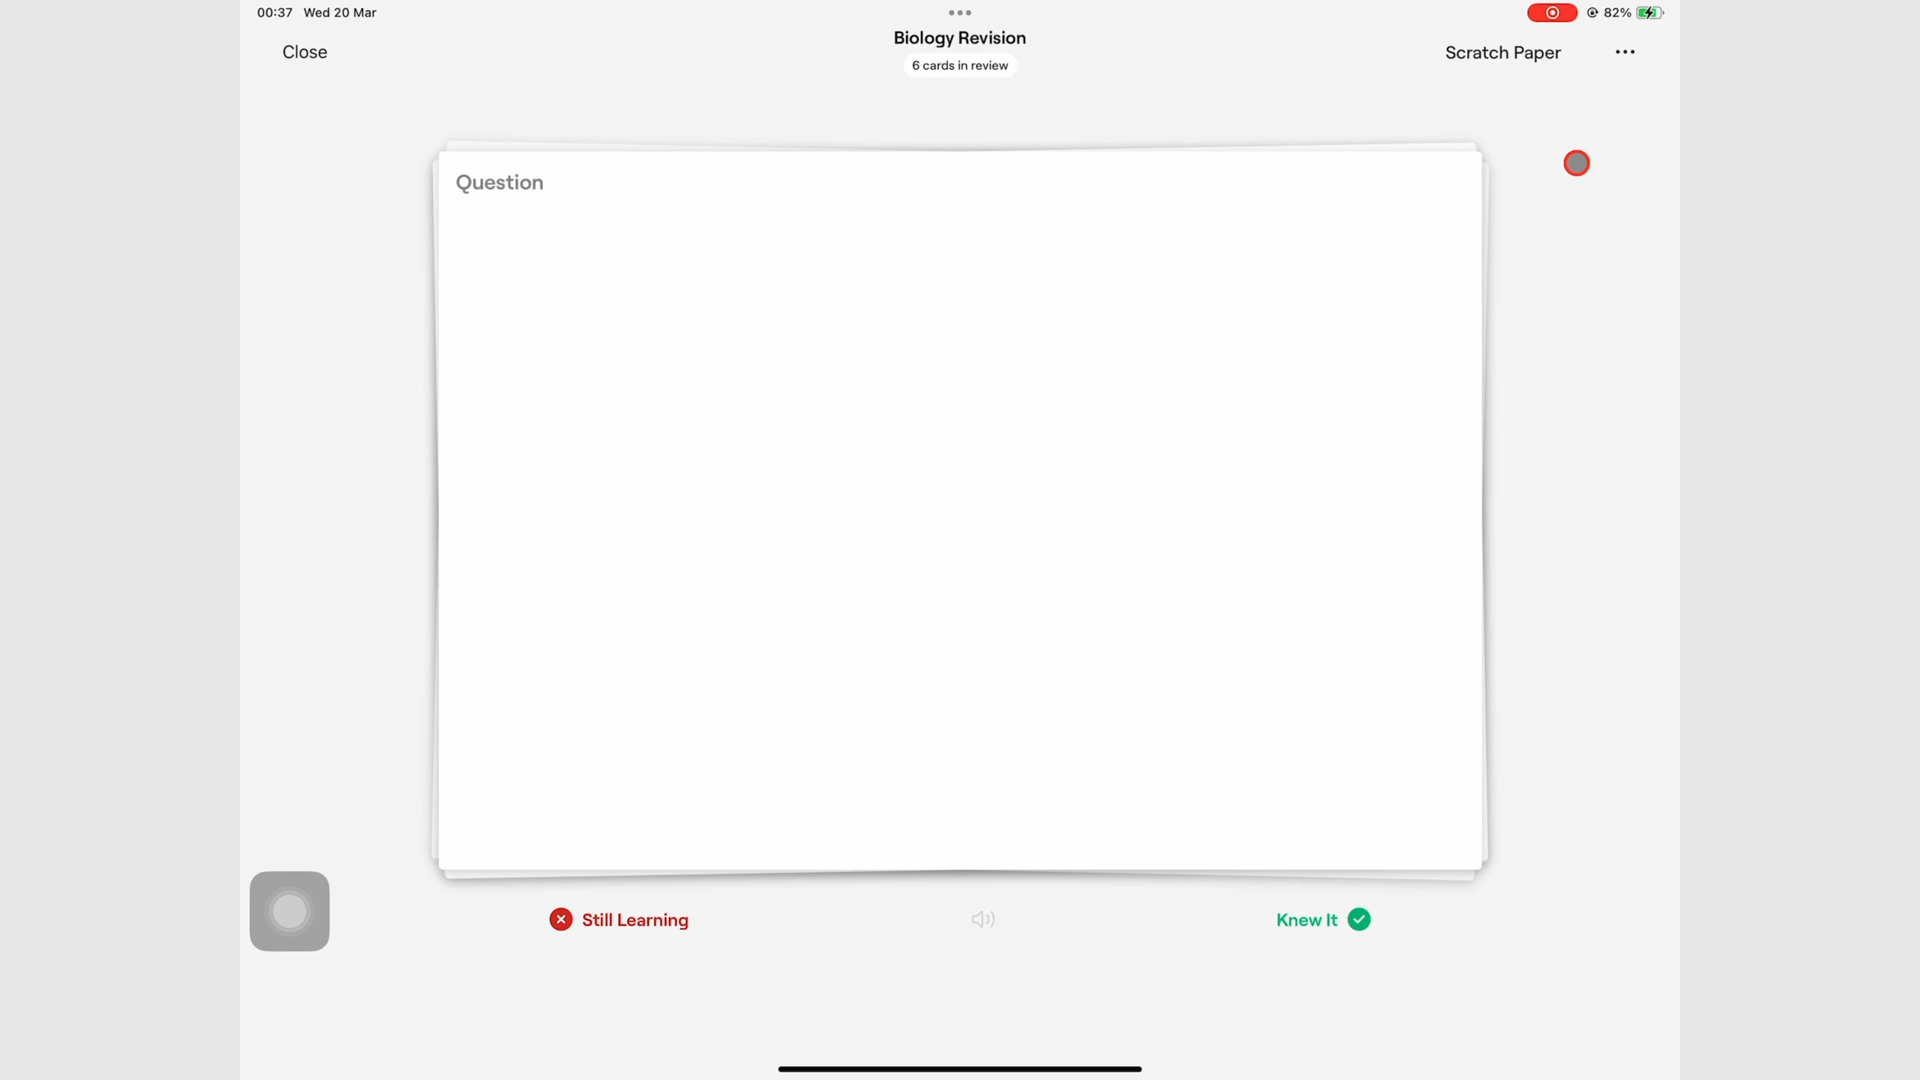 00:37 Wed 20 Mar
82%
Close
Biology Revision
Scratch Paper
6 cards in review
Question
Still Learning
Knew It